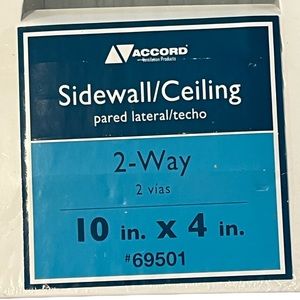 ACCORD
Ventilation Products
Sidewall/Ceiling
pared lateral/techo
2-Way
2 vías
10 in. x 4 in.
#69501